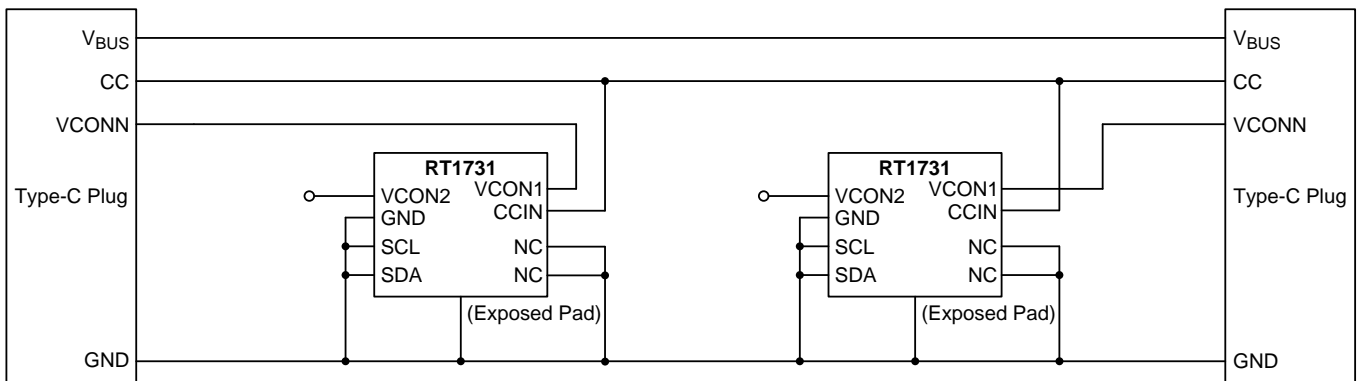 VBUS
CC
VCONN
Type-C Plug
GND
RT1731
VCON2
GND
SCL
SDA
VCON1
CCIN
NC
NC
(Exposed Pad)
RT1731
VCON2
GND
SCL
SDA
VCON1
CCIN
NC
NC
(Exposed Pad)
VBUS
CC
VCONN
Type-C Plug
GND